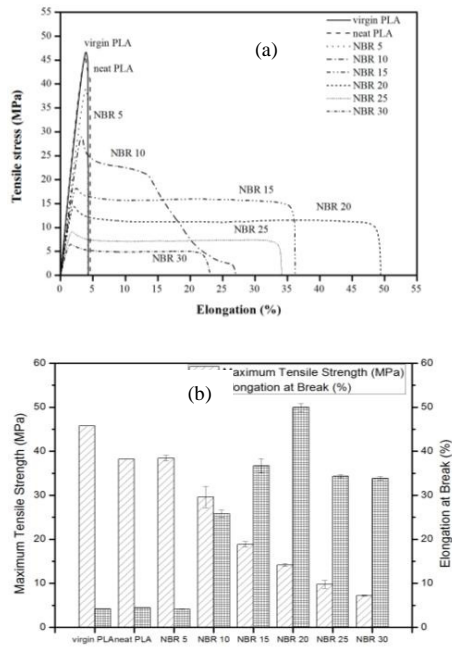 (a)
virgin PLA
neat PLA
NBR 5
NBR 10
NBR 15
NBR 20
NBR 25
NBR 30
virgin PLA
neat PLA
NBR 5
NBR 10
NBR 15
NBR 20
NBR 25
NBR 30
Tensile stress (MPa)
55
50
45
40
35
30
25
20
15
10
5
0
0 5 10 15 20 25 30 35 40 45 50 55
Elongation (%)
(b)
Maximum Tensile Strength (MPa)
Elongation at Break (%)
Maximum Tensile Strength (MPa)
60
50
40
30
20
10
0
60
50
40
30
20
10
0
Elongation at Break (%)
virgin PLA neat PLA NBR 5 NBR 10 NBR 15 NBR 20 NBR 25 NBR 30